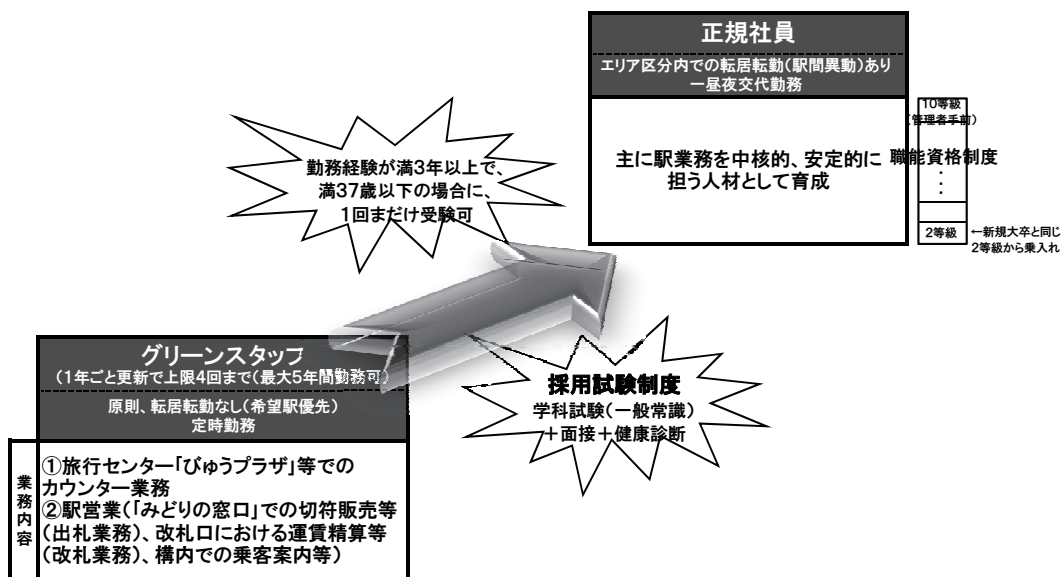 正規社員
エリア区分内での転居転勤(駅間異動)あり
一昼夜交代勤務
主に駅業務を中核的、安定的に
担う人材として育成
10等級
(管理者手前)
職能資格制度
・
・
・
2等級
←新規大卒と同じ
2等級から乗入れ
勤務経験が満3年以上で、
満37歳以下の場合に、
1回まだけ受験可
採用試験制度
学科試験(一般常識)
+面接+健康診断
グリーンスタッフ
(1年ごと更新で上限4回まで(最大5年間勤務可)
原則、転居転勤なし(希望駅優先)
定時勤務
業務内容
①旅行センター「びゅうプラザ」等での
カウンター業務
②駅営業(「みどりの窓口」での切符販売等
(出札業務)、改札口における運賃精算等
(改札業務)、構内での乗客案内等)